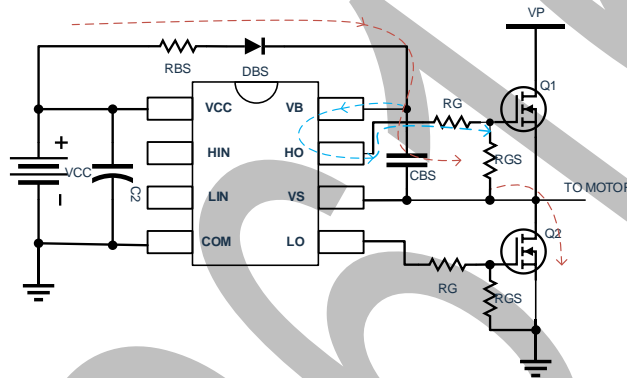 VP
RBS
DBS
Q1
VCC
VB
RG
HIN
HO
RGS
VCC
C2
CBS
LIN
VS
TO MOTOR
COM
LO
Q2
RG
RGS